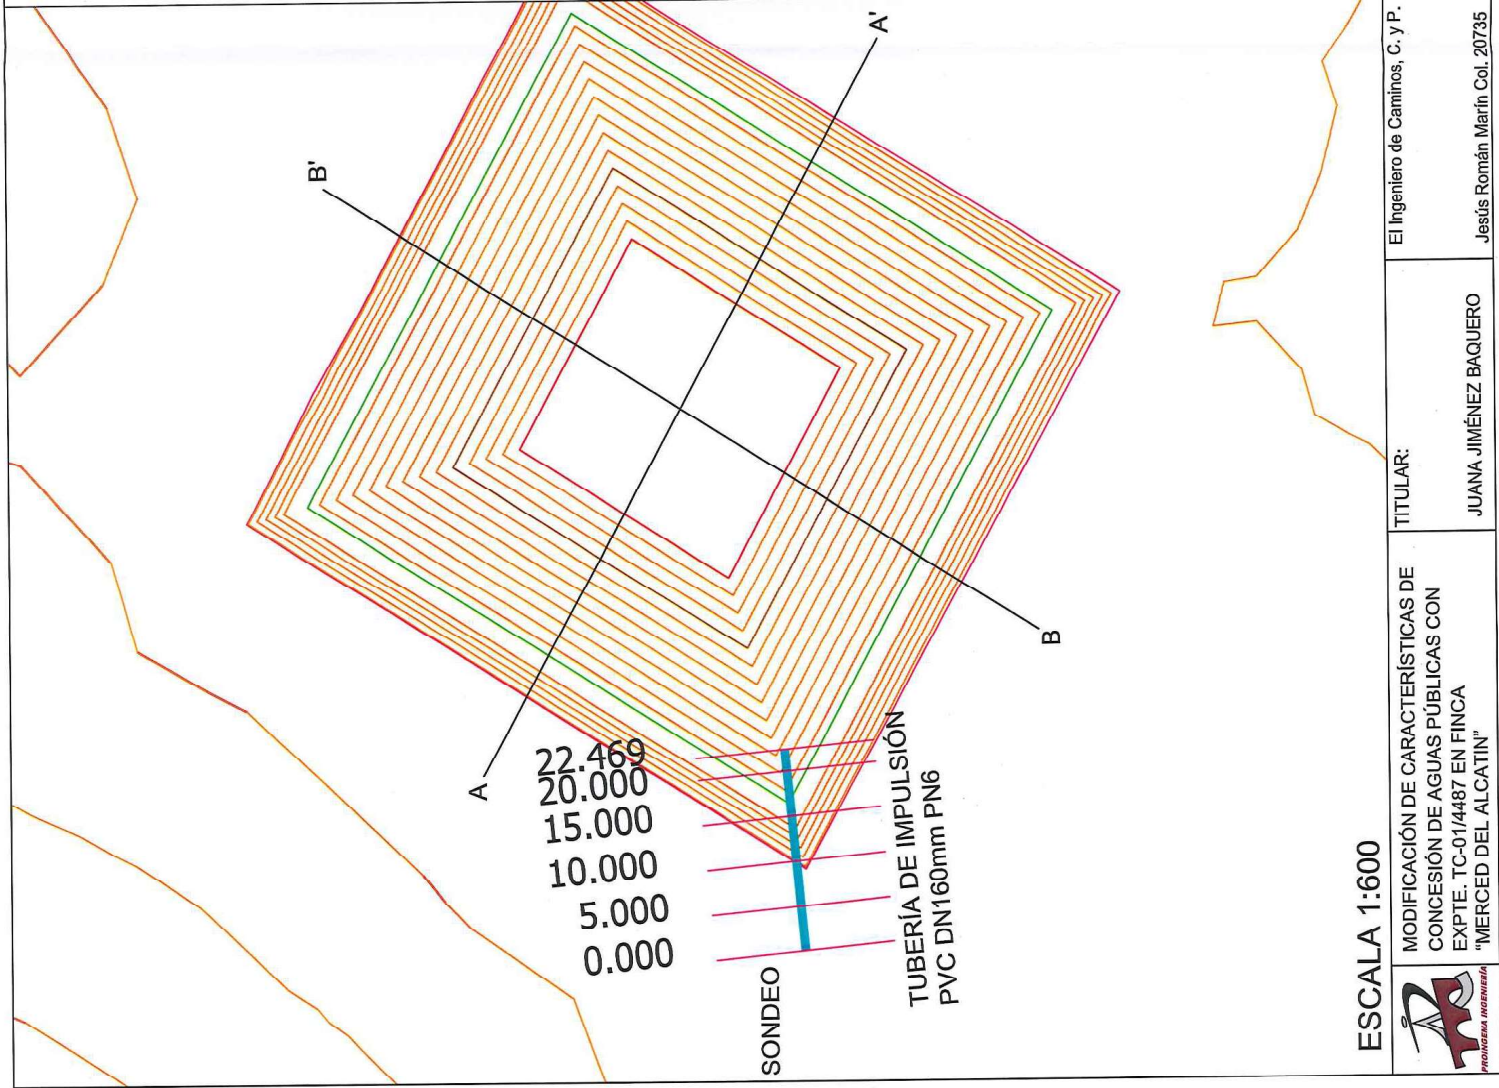 A'
B'
A
B
22.469
20.000
15.000
10.000
5.000
0.000
SONDEO
TUBERÍA DE IMPULSIÓN
PVC DN160mm PN6
ESCALA 1:600
PROINGENIA INGENIERÍA
MODIFICACIÓN DE CARACTERÍSTICAS DE
CONCESIÓN DE AGUAS PÚBLICAS CON
EXPTE. TC-01/4487 EN FINCA
"MERCED DEL ALCATIN"
TITULAR:
JUANA JIMÉNEZ BAQUERO
El Ingeniero de Caminos, C. y P.
Jesús Román Marín Col. 20735